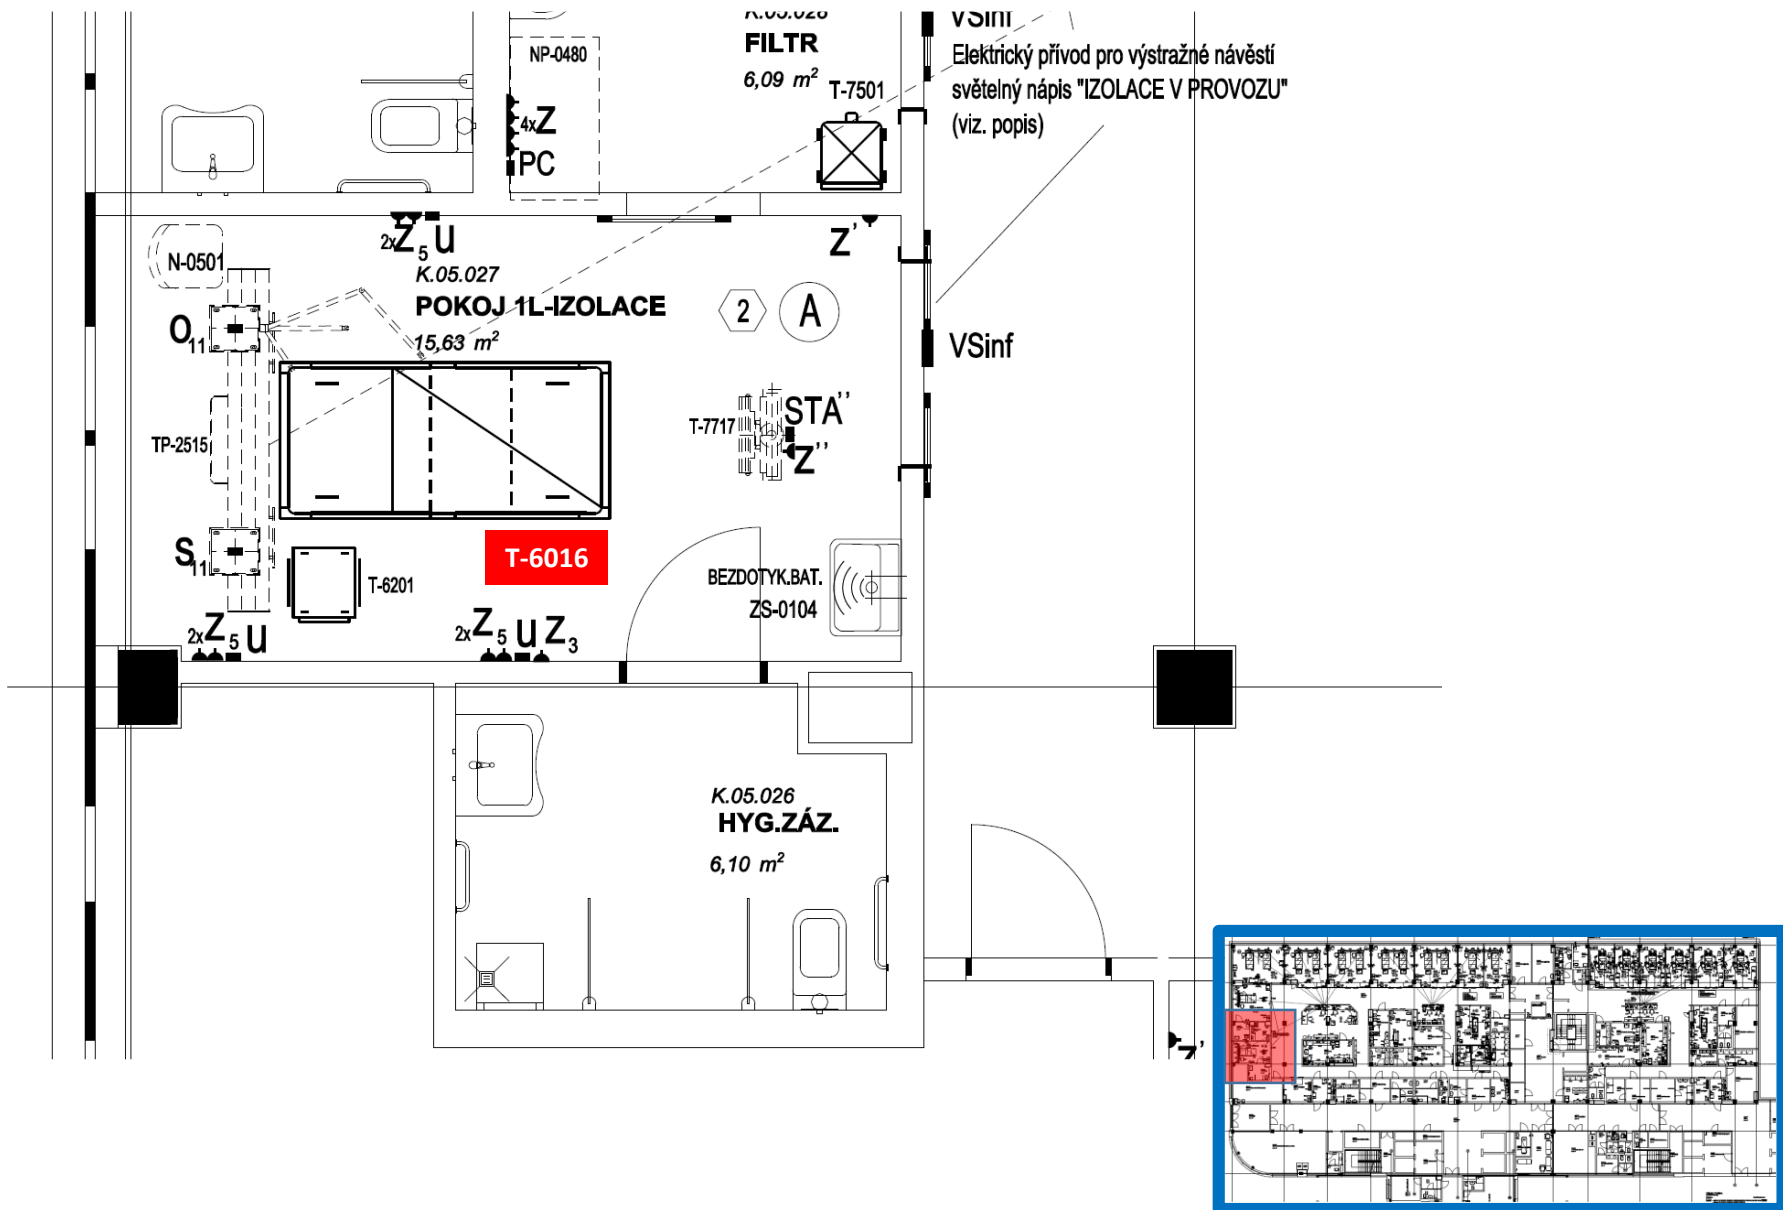 K.05.028
FILTR
6,09 m²
NP-0480
T-7501
4xZ
PC
VSinf
Elektrický přívod pro výstražné návěstí
světelný nápis "IZOLACE V PROVOZU"
(viz. popis)
2xZ5 U
Z'
N-0501
K.05.027
POKOJ 1L-IZOLACE
15,63 m²
2
A
O11
VSinf
TP-2515
T-7717
STA''
Z''
S11
T-6016
T-6201
BEZDOTYK.BAT.
ZS-0104
2xZ5 U
2xZ5 U Z3
K.05.026
HYG.ZÁZ.
6,10 m²
Z'